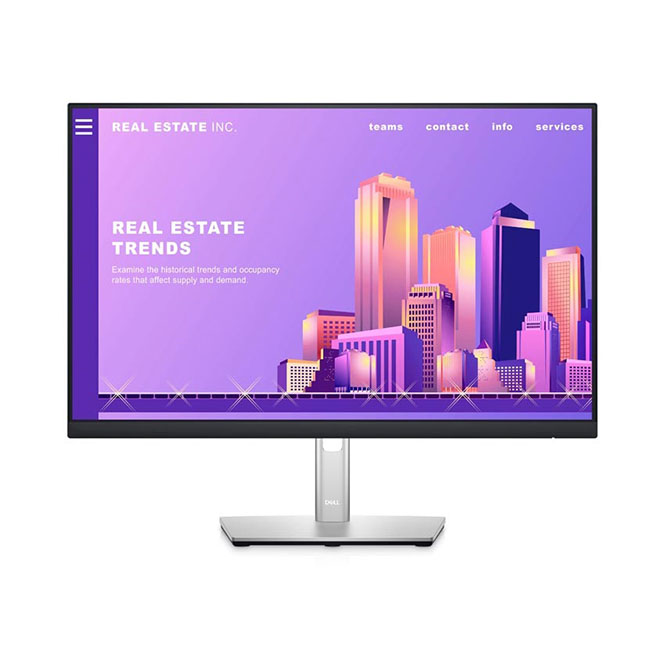 REAL ESTATE INC.
teams contact info services
REAL ESTATE
TRENDS
Examine the historical trends and occupancy
rates that affect supply and demand.
DELL